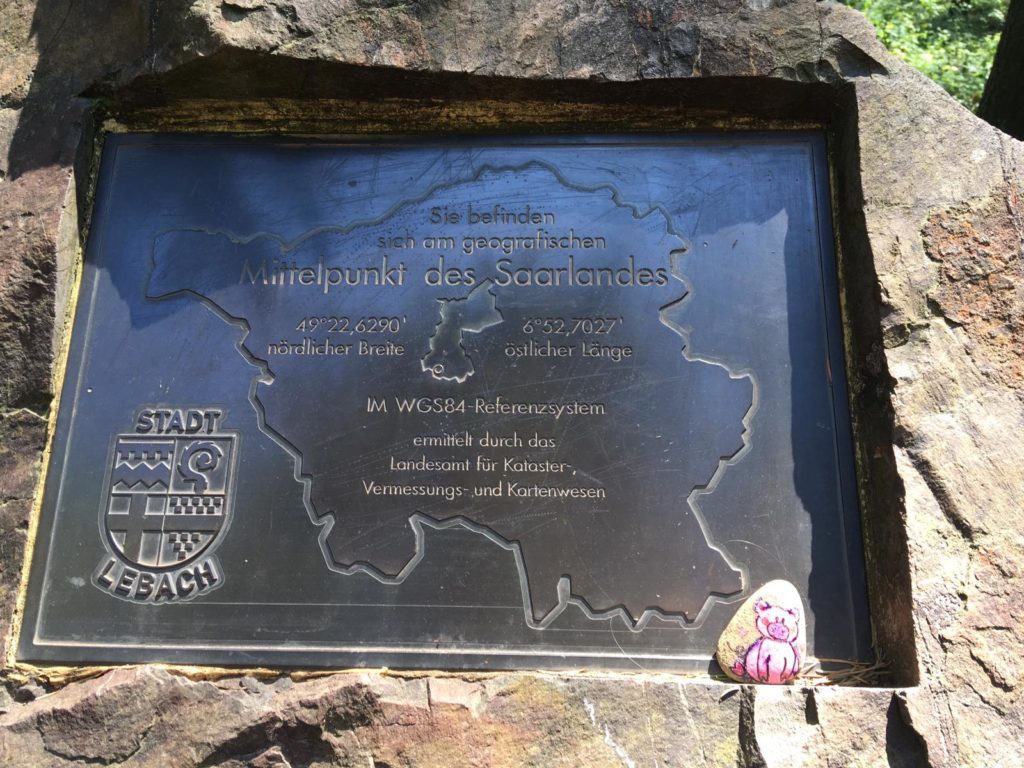 Sie befinden
sich am geografischen
Mittelpunkt des Saarlandes
49°22,6290'
nördlicher Breite
6°52,7027'
östlicher Länge
IM WGS84-Referenzsystem
ermittelt durch das
Landesamt für Kataster-,
Vermessungs-,und Kartenwesen
STADT
LEBACH